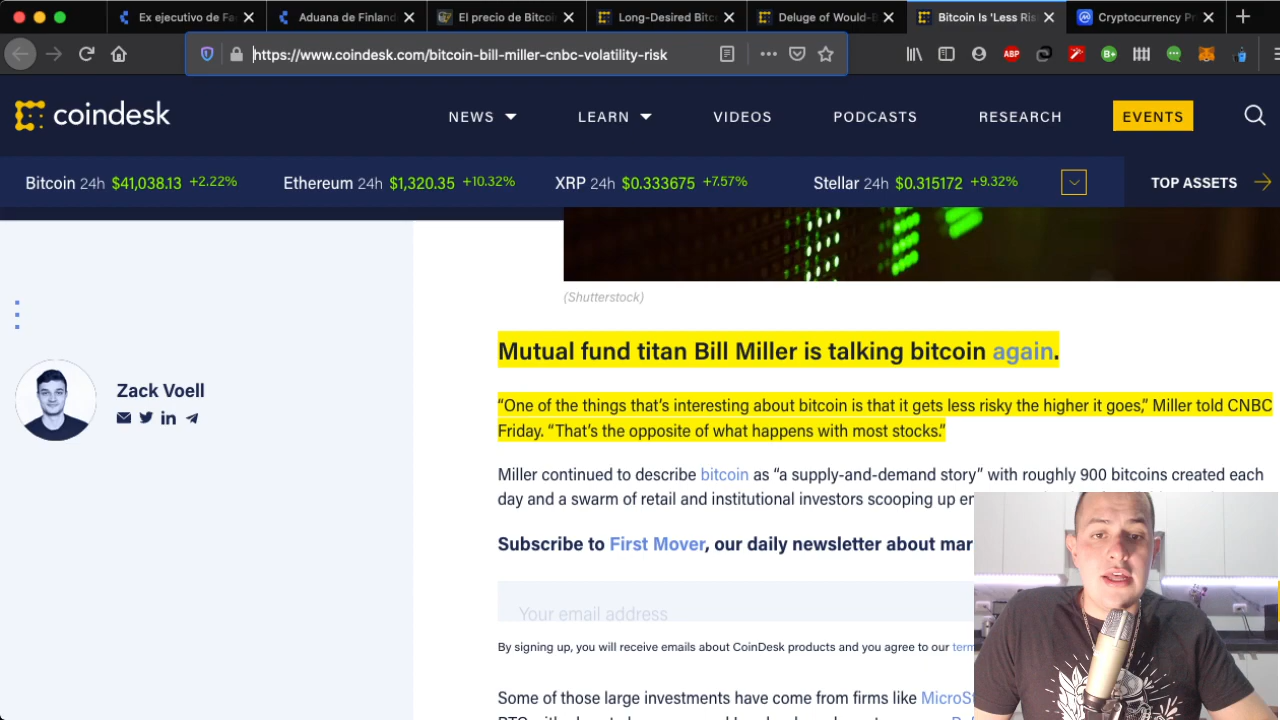 Ex ejecutivo de Fa
Aduana de Finland
El precio de Bitcoi
Long-Desired Bitc
Deluge of Would-B
Bitcoin Is 'Less Ris
Cryptocurrency Pr
https://www.coindesk.com/bitcoin-bill-miller-cnbc-volatility-risk
ABP
B+
coindesk
NEWS
LEARN
VIDEOS
PODCASTS
RESEARCH
EVENTS
Bitcoin 24h $41,038.13 +2.22%
Ethereum 24h $1,320.35 +10.32%
XRP 24h $0.333675 +7.57%
Stellar 24h $0.315172 +9.32%
TOP ASSETS
(Shutterstock)
Zack Voell
Mutual fund titan Bill Miller is talking bitcoin again.
“One of the things that’s interesting about bitcoin is that it gets less risky the higher it goes,” Miller told CNBC
Friday. “That’s the opposite of what happens with most stocks.”
Miller continued to describe bitcoin as “a supply-and-demand story” with roughly 900 bitcoins created each
day and a swarm of retail and institutional investors scooping up
Subscribe to First Mover, our daily newsletter about mar
Your email address
By signing up, you will receive emails about CoinDesk products and you agree to our term
Some of those large investments have come from firms like MicroSt